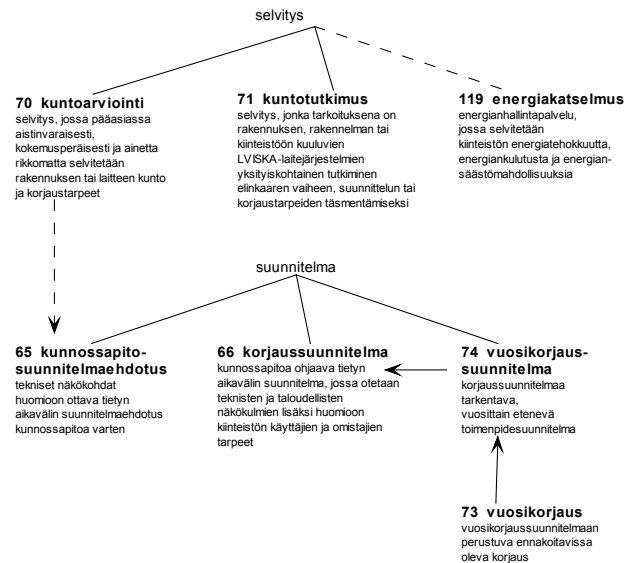 selvitys
70 kuntoarviointi
selvitys, jossa pääasiassa
aistinvaraisesti,
kokemusperäisesti ja ainetta
rikkomatta selvitetään
rakennuksen tai laitteen kunto
ja korjaustarpeet
71 kuntotutkimus
selvitys, jonka tarkoituksena on
rakennuksen, rakennelman tai
kiinteistöön kuuluvien
LVISKA-laitejärjestelmien
yksityiskohtainen tutkiminen
elinkaaren vaiheen, suunnittelun tai
korjaustarpeiden täsmentämiseksi
119 energiakatselmus
energianhallintapalvelu,
jossa selvitetään
kiinteistön energiatehokkuutta,
energiankulutusta ja energian-
säästömahdollisuuksia
suunnitelma
65 kunnossapito-
suunnitelmaehdotus
tekniset näkökohdat
huomioon ottava tietyn
aikavälin suunnitelmaehdotus
kunnossapitoa varten
66 korjaussuunnitelma
kunnossapitoa ohjaava tietyn
aikavälin suunnitelma, jossa otetaan
teknisten ja taloudellisten
näkökulmien lisäksi huomioon
kiinteistön käyttäjien ja omistajien
tarpeet
74 vuosikorjaus-
suunnitelma
korjaussuunnitelmaa
tarkentava,
vuosittain etenevä
toimenpidesuunnitelma
73 vuosikorjaus
vuosikorjaussuunnitelmaan
perustuva ennakoitavissa
oleva korjaus